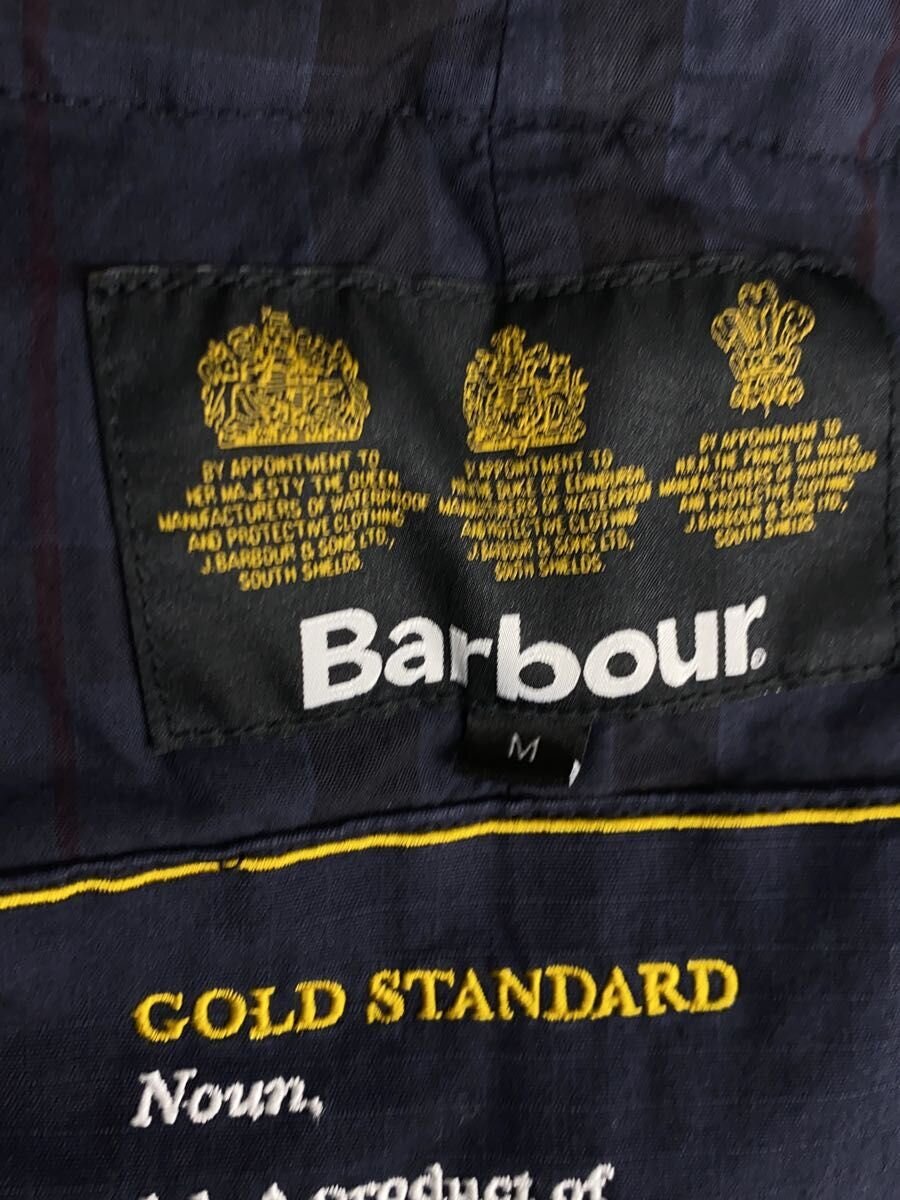 BY APPOINTMENT TO
HER MAJESTY THE QUEEN
MANUFACTURERS OF WATERPROOF
AND PROTECTIVE CLOTHING
J. BARBOUR & SONS LTD,
SOUTH SHIELDS.
BY APPOINTMENT TO
THE DUKE OF EDINBURGH
MANUFACTURERS OF WATERPROOF
AND PROTECTIVE CLOTHING
J. BARBOUR & SONS LTD,
SOUTH SHIELDS.
BY APPOINTMENT TO
H.R.H. THE PRINCE OF WALES
MANUFACTURERS OF WATERPROOF
AND PROTECTIVE CLOTHING
J. BARBOUR & SONS LTD,
SOUTH SHIELDS.
Barbour.
M
GOLD STANDARD
Noun,
A product of